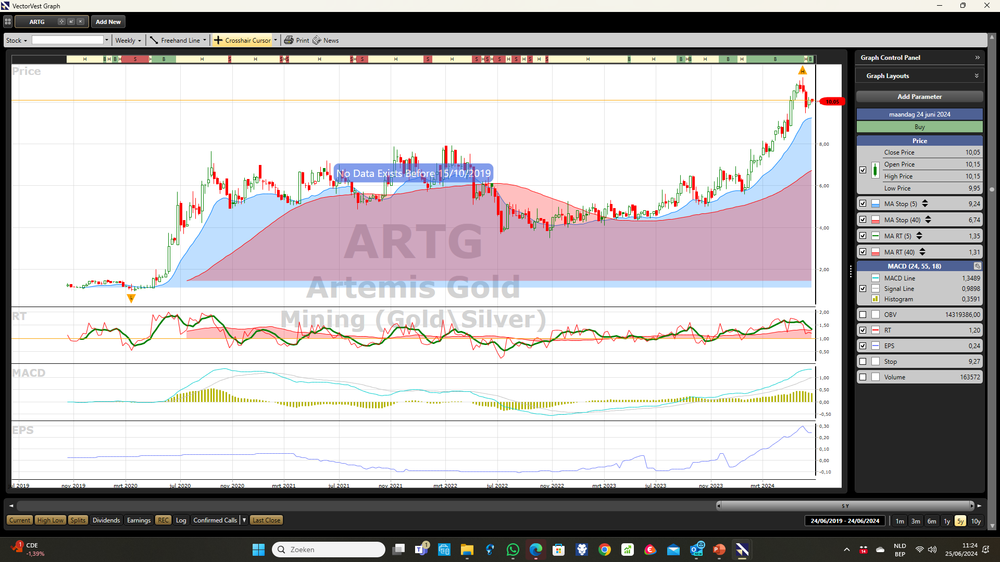 VectorVest Graph
ARTG
Add New
Stock
Weekly
Freehand Line
Crosshair Cursor
Print
News
H B H B H S H B H S H S H S H S H S H S H S H S H S H S H S H B H B H B H B H B H B
Price
H
10,05
8,00
6,00
4,00
2,00
No Data Exists Before 15/10/2019
ARTG
Artemis Gold
Mining (Gold\Silver)
L
RT
2,00
1,50
1,00
0,50
MACD
1,00
0,50
0,00
-0,50
EPS
0,30
0,20
0,10
0,00
-0,10
jul 2019 nov 2019 mrt 2020 jul 2020 nov 2020 mrt 2021 jul 2021 nov 2021 mrt 2022 jul 2022 nov 2022 mrt 2023 jul 2023 nov 2023 mrt 2024
Graph Control Panel
Graph Layouts
Add Parameter
maandag 24 juni 2024
Buy
Price
Close Price 10,05
Open Price 10,15
High Price 10,15
Low Price 9,95
MA Stop (5) 9,24
MA Stop (40) 6,74
MA RT (5) 1,35
MA RT (40) 1,31
MACD (24, 55, 18)
MACD Line 1,3489
Signal Line 0,9898
Histogram 0,3591
OBV 14319386,00
RT 1,20
EPS 0,24
Stop 9,27
Volume 163572
5 Y
Current
High Low
Splits
Dividends
Earnings
REC
Log
Confirmed Calls
Last Close
24/06/2019 - 24/06/2024
1m
3m
6m
1y
5y
10y
1
CDE
-1,39%
Zoeken
1
NEW
14
NLD
BEP
11:24
25/06/2024